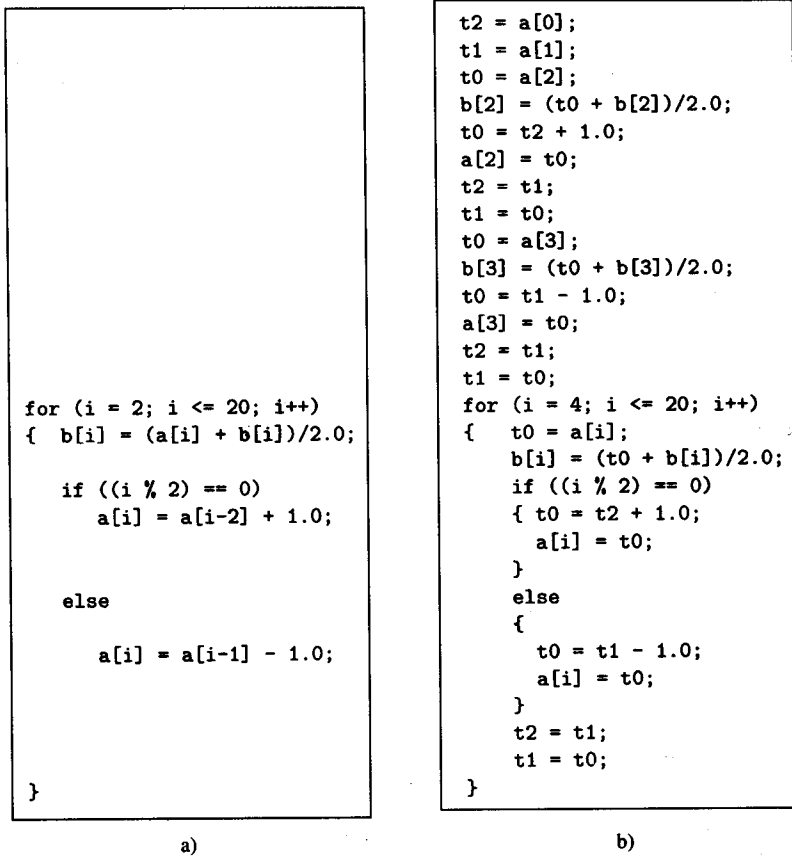 for (i = 2; i <= 20; i++)
{ b[i] = (a[i] + b[i])/2.0;
if ((i % 2) == 0)
a[i] = a[i-2] + 1.0;
else
a[i] = a[i-1] - 1.0;
}
a)
t2 = a[0];
t1 = a[1];
t0 = a[2];
b[2] = (t0 + b[2])/2.0;
t0 = t2 + 1.0;
a[2] = t0;
t2 = t1;
t1 = t0;
t0 = a[3];
b[3] = (t0 + b[3])/2.0;
t0 = t1 - 1.0;
a[3] = t0;
t2 = t1;
t1 = t0;
for (i = 4; i <= 20; i++)
{ t0 = a[i];
b[i] = (t0 + b[i])/2.0;
if ((i % 2) == 0)
{ t0 = t2 + 1.0;
a[i] = t0;
}
else
{
t0 = t1 - 1.0;
a[i] = t0;
}
t2 = t1;
t1 = t0;
}
b)